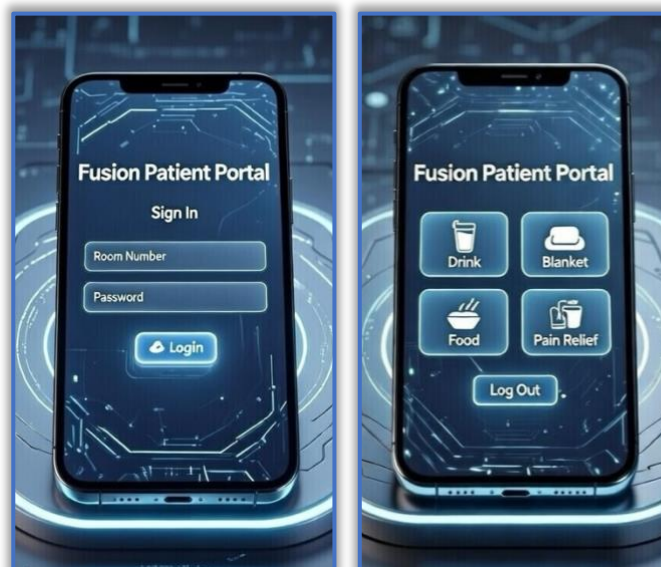 Fusion Patient Portal
Sign In
Room Number
Password
Login
Fusion Patient Portal
Drink
Blanket
Food
Pain Relief
Log Out